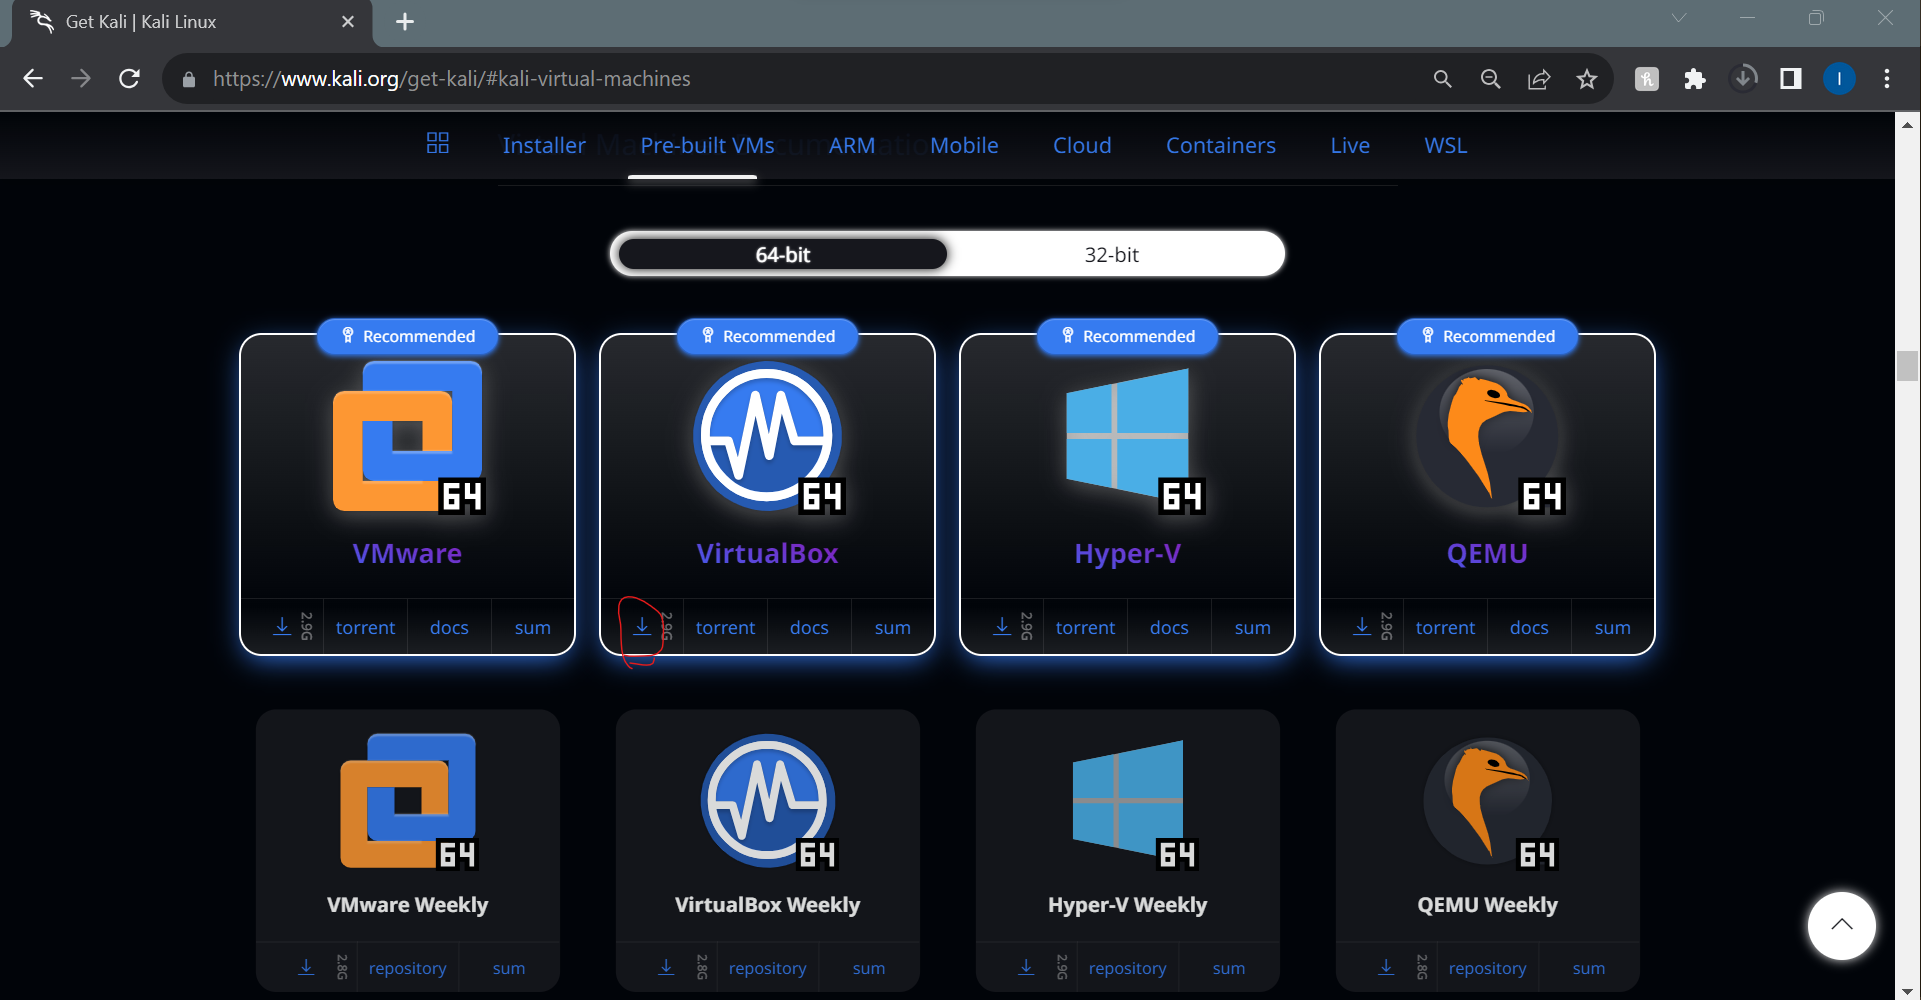 Get Kali | Kali Linux
https://www.kali.org/get-kali/#kali-virtual-machines
I
Installer Pre-built VMs ARM Mobile Cloud Containers Live WSL
64-bit 32-bit
Recommended Recommended Recommended Recommended
64 64 64 64
VMware VirtualBox Hyper-V QEMU
2.9G torrent docs sum 2.9G torrent docs sum 2.9G torrent docs sum 2.9G torrent docs sum
64 64 64 64
VMware Weekly VirtualBox Weekly Hyper-V Weekly QEMU Weekly
2.8G repository sum 2.8G repository sum 2.9G repository sum 2.8G repository sum